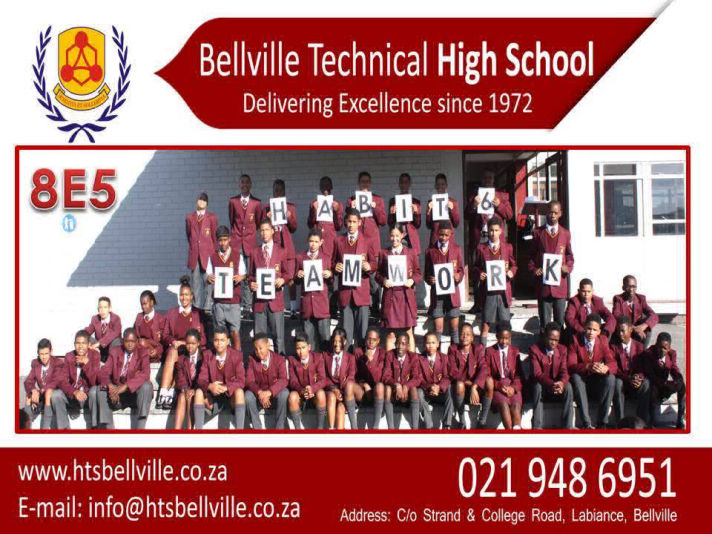 Bellville Technical High School
Delivering Excellence since 1972
8E5
HABIT 6
TEAMWORK
www.htsbellville.co.za
021 948 6951
E-mail: info@htsbellville.co.za
Address: C/o Strand & College Road, Labiance, Bellville